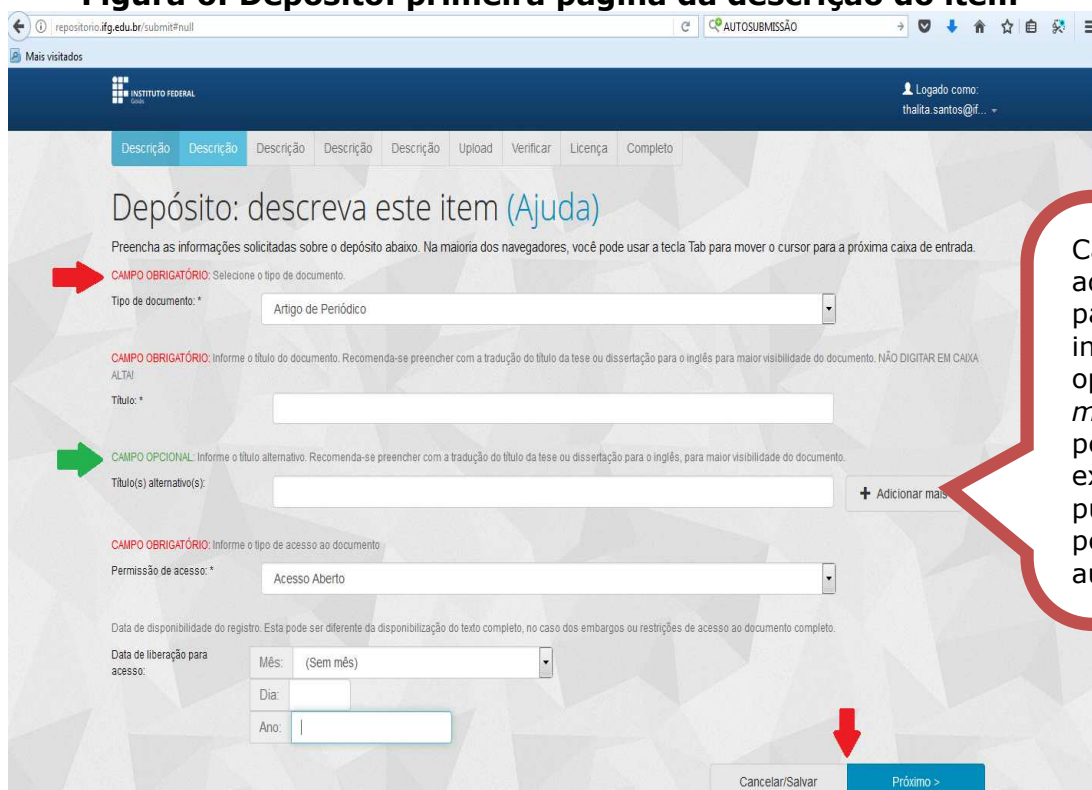 Figura 6: Depósito: primeira página da descrição do item
repositorio.ifg.edu.br/submit#null
AUTOSUBMISSÃO
Mais visitados
INSTITUTO FEDERAL
Goiás
Logado como:
thalita.santos@if...
Descrição Descrição Descrição Descrição Descrição Upload Verificar Licença Completo
Depósito: descreva este item (Ajuda)
Preencha as informações solicitadas sobre o depósito abaixo. Na maioria dos navegadores, você pode usar a tecla Tab para mover o cursor para a próxima caixa de entrada.
CAMPO OBRIGATÓRIO: Selecione o tipo de documento.
Tipo de documento: *
Artigo de Periódico
CAMPO OBRIGATÓRIO: Informe o título do documento. Recomenda-se preencher com a tradução do título da tese ou dissertação para o inglês para maior visibilidade do documento. NÃO DIGITAR EM CAIXA
ALTA!
Título: *
CAMPO OPCIONAL: Informe o título alternativo. Recomenda-se preencher com a tradução do título da tese ou dissertação para o inglês, para maior visibilidade do documento.
Título(s) alternativo(s):
+ Adicionar mais
CAMPO OBRIGATÓRIO: Informe o tipo de acesso ao documento
Permissão de acesso: *
Acesso Aberto
Data de disponibilidade do registro. Esta pode ser diferente da disponibilização do texto completo, no caso dos embargos ou restrições de acesso ao documento completo.
Data de liberação para
acesso:
Mês: (Sem mês)
Dia:
Ano:
Cancelar/Salvar
Próximo >